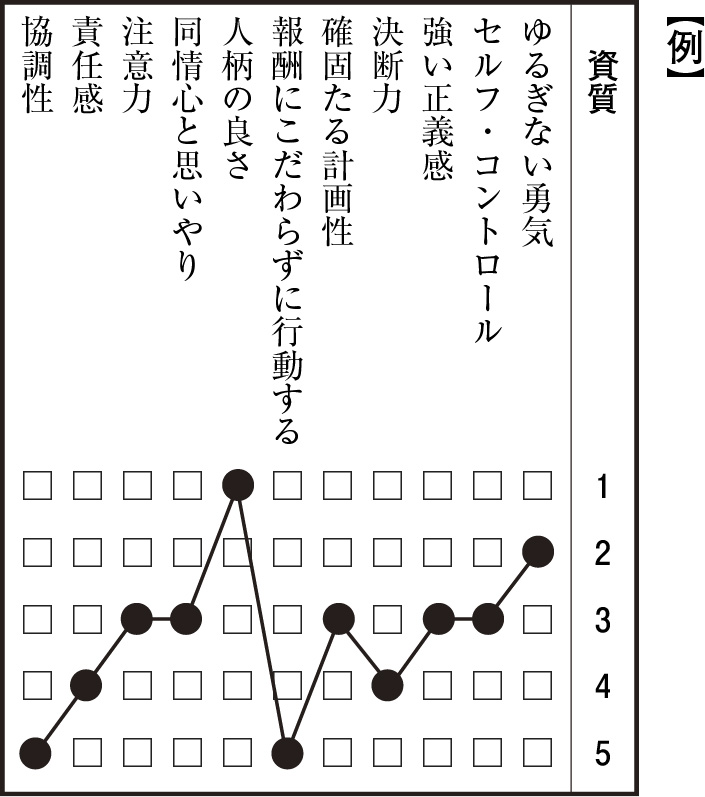 【例】
資質 1 2 3 4 5
ゆるぎない勇気
セルフ・コントロール
強い正義感
決断力
確固たる計画性
報酬にこだわらずに行動する
人柄の良さ
同情心と思いやり
注意力
責任感
協調性